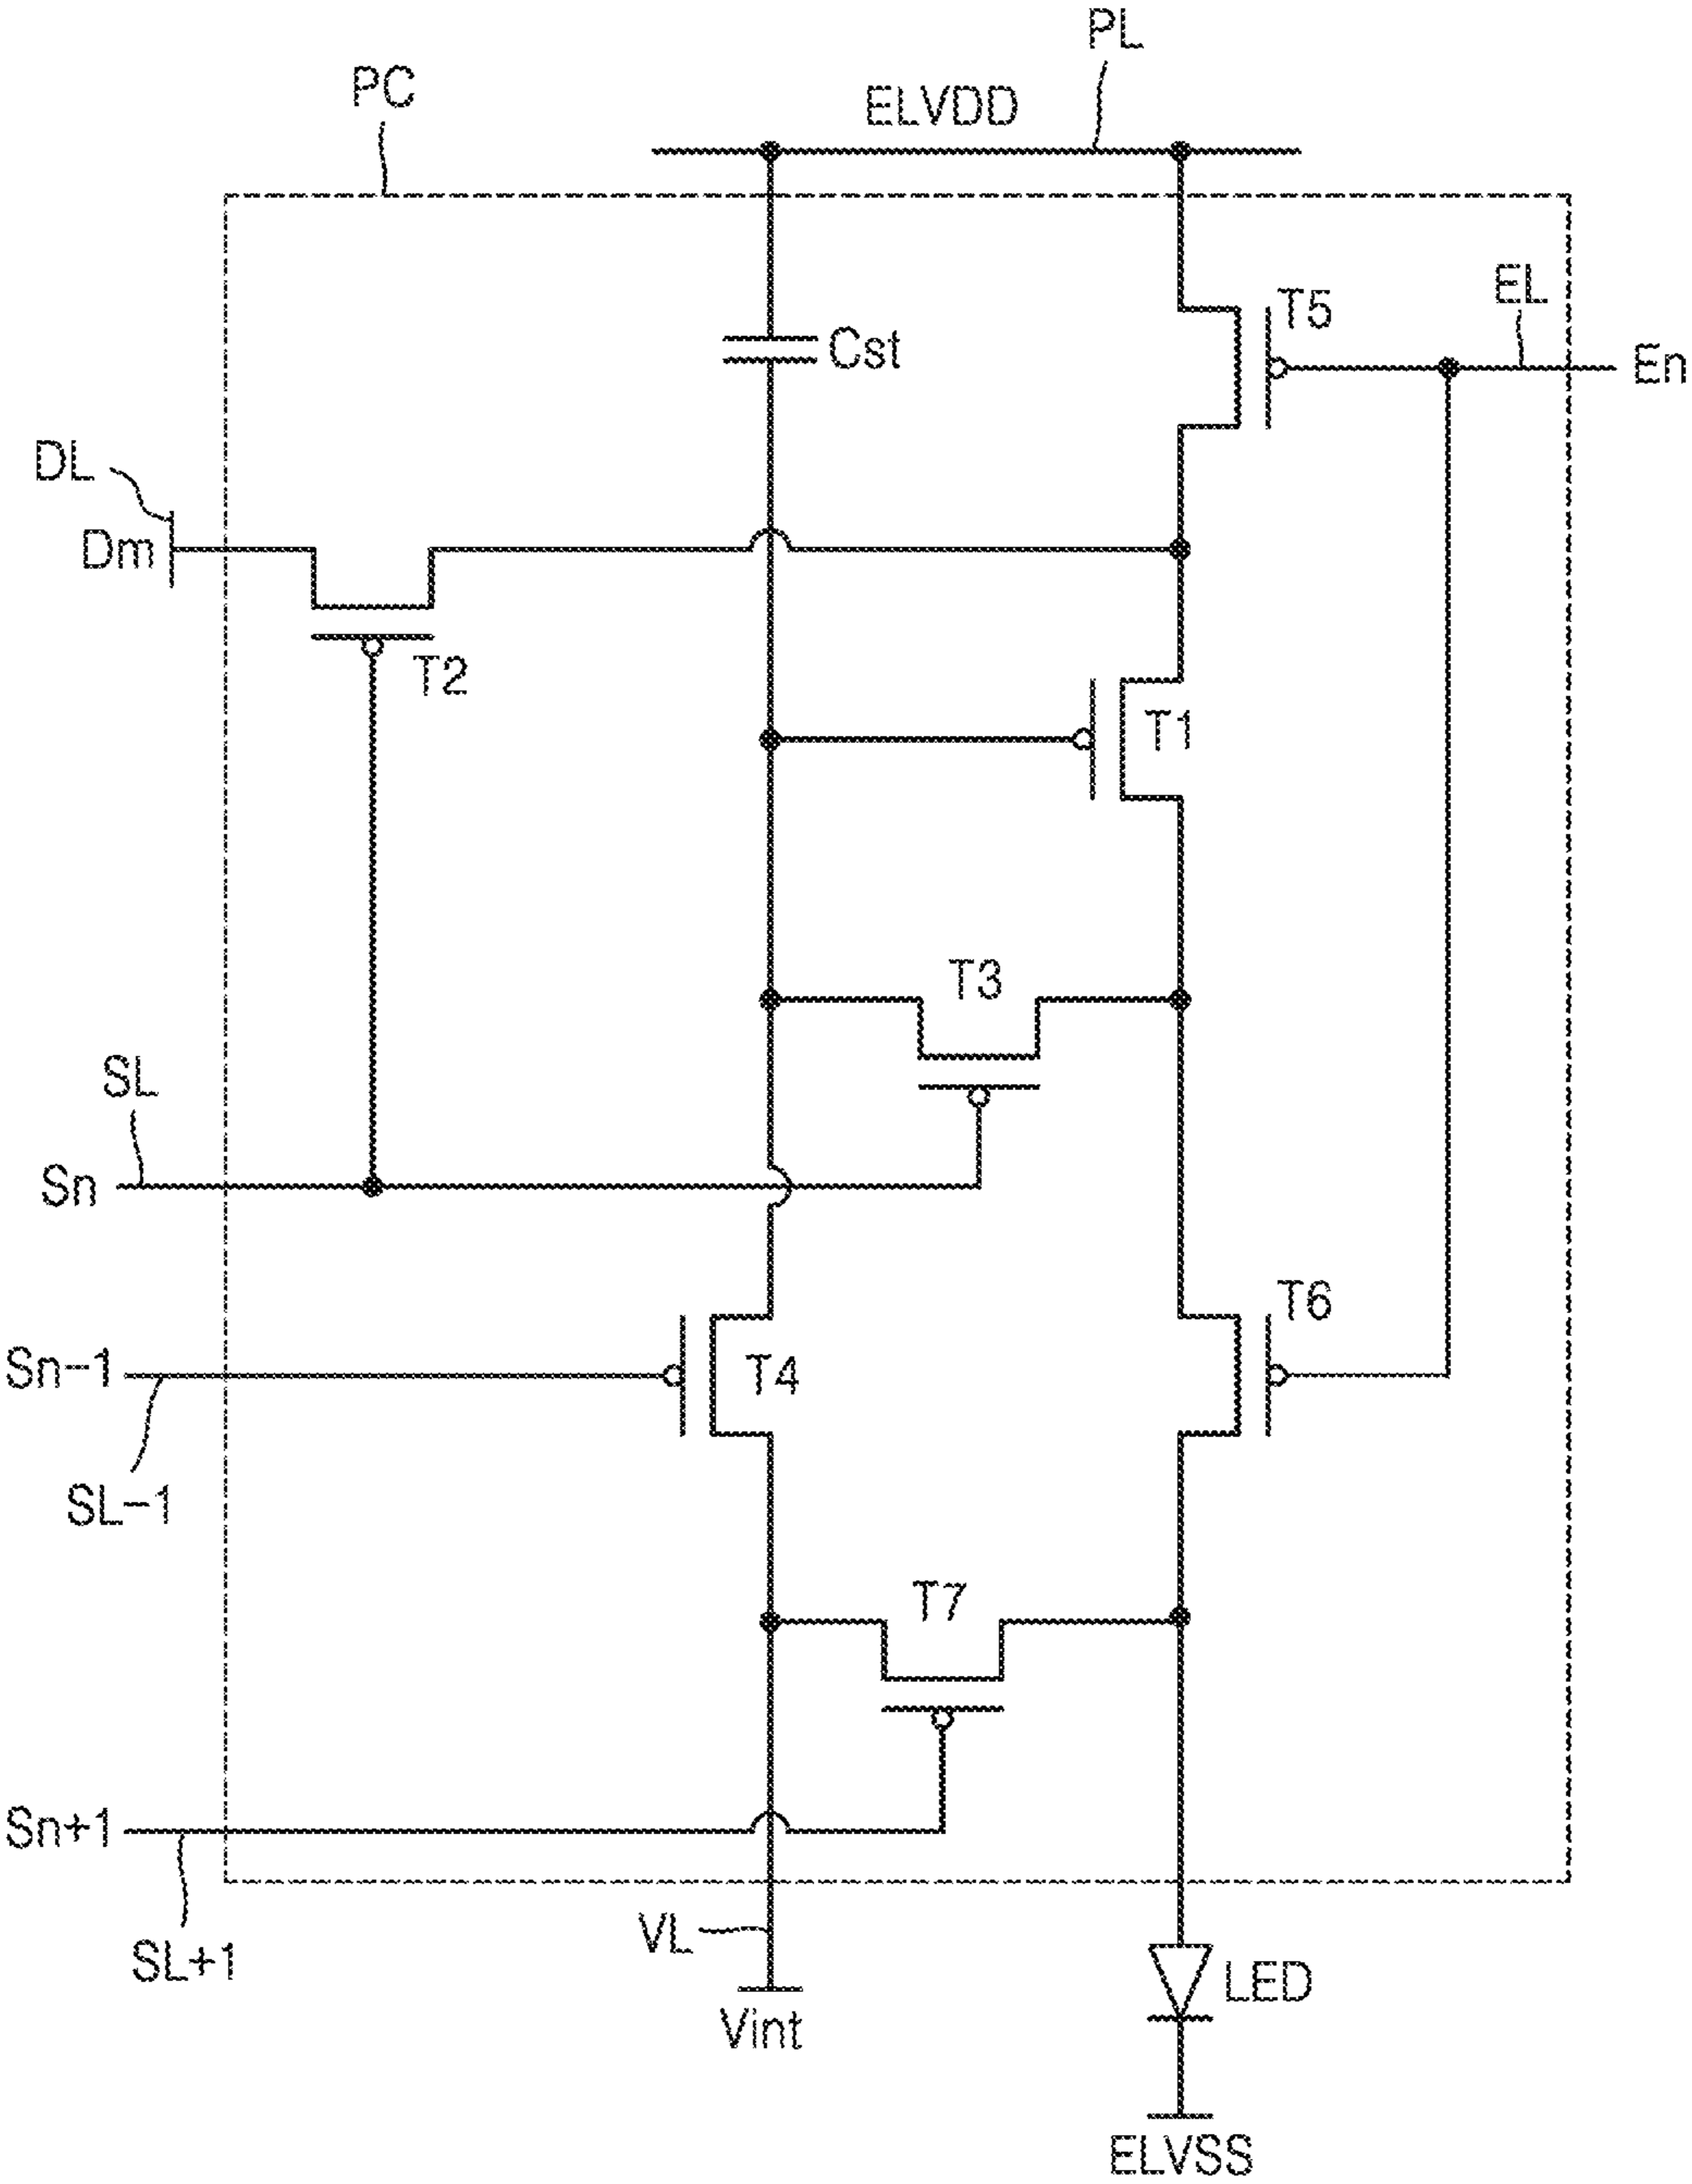 PL
PC
ELVDD
T5
EL
En
Cst
DL
Dm
T2
T1
T3
SL
Sn
T6
Sn-1
T4
SL-1
T7
Sn+1
VL
SL+1
LED
Vint
ELVSS